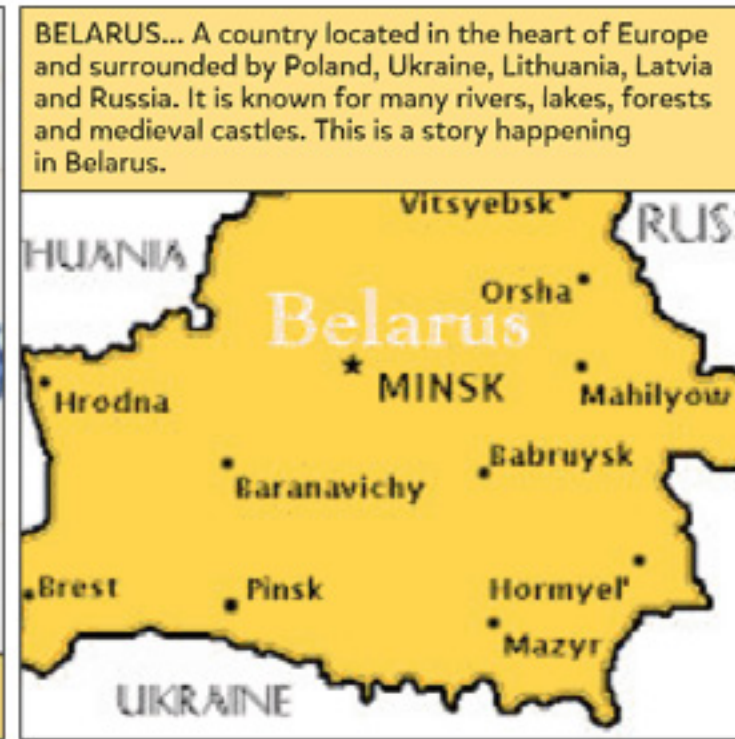 BELARUS... A country located in the heart of Europe
and surrounded by Poland, Ukraine, Lithuania, Latvia
and Russia. It is known for many rivers, lakes, forests
and medieval castles. This is a story happening
in Belarus.
Vitsyebsk
HUANIA
RUS
Orsha
Belarus
MINSK
Mahilyow
Hrodna
Babruysk
Baranavichy
Brest
Pinsk
Hormyel'
Mazyr
UKRAINE